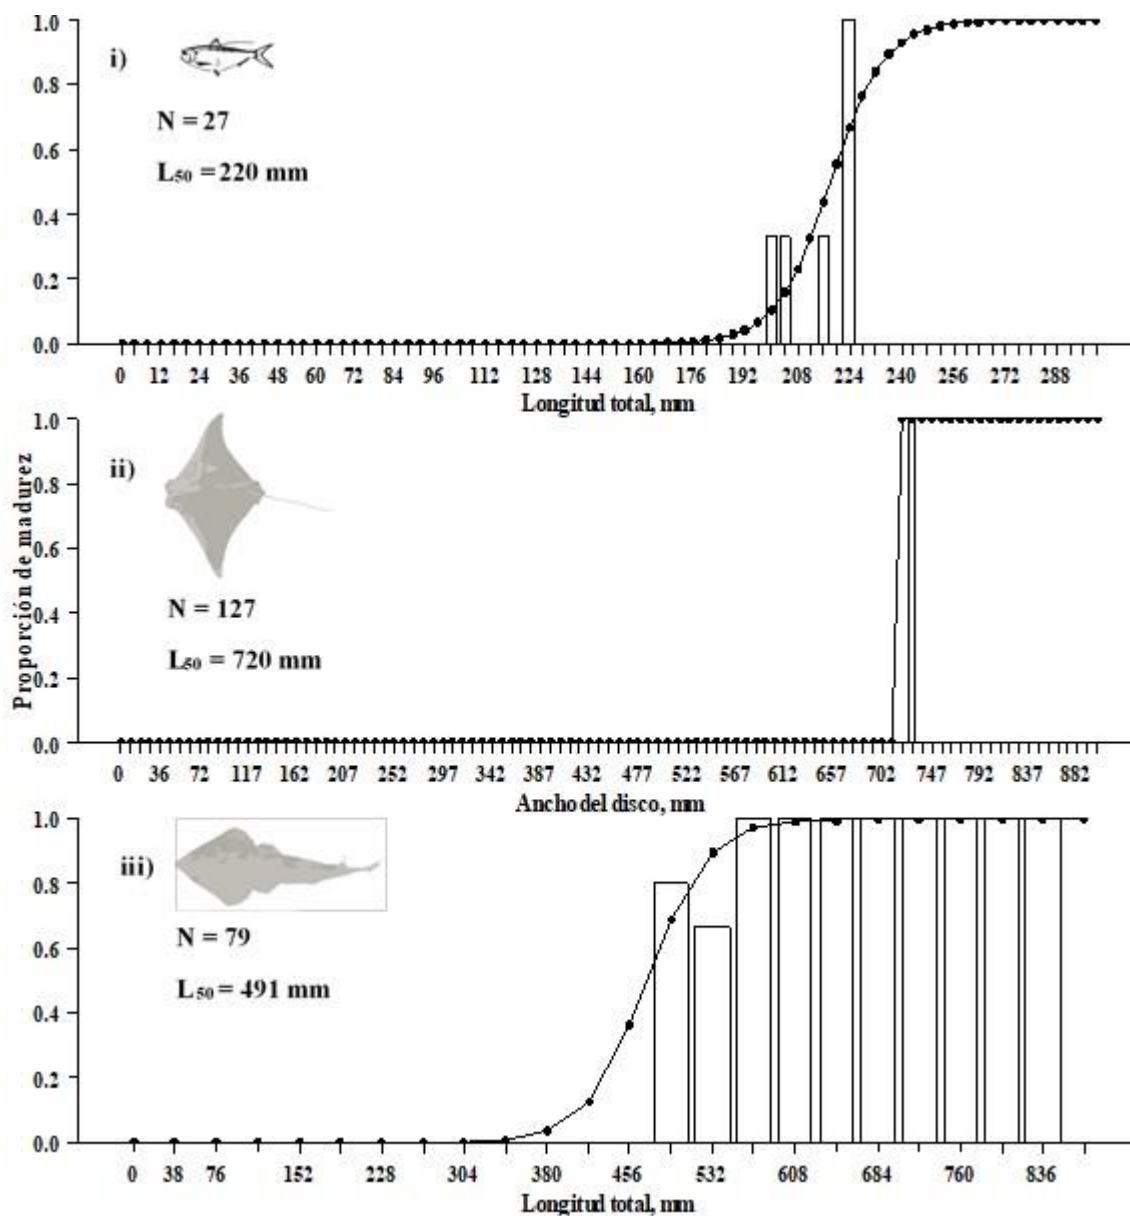 1.0
i)
0.8
N = 27
0.6
L50 = 220 mm
0.4
0.2
0.0
0 12 24 36 48 60 72 84 96 112 128 144 160 176 192 208 224 240 256 272 288
Longitud total, mm
Proporción de madurez
1.0
ii)
0.8
0.6
N = 127
0.4
L50 = 720 mm
0.2
0.0
0 36 72 117 162 207 252 297 342 387 432 477 522 567 612 657 702 747 792 837 882
Ancho del disco, mm
1.0
iii)
0.8
N = 79
0.6
L50 = 491 mm
0.4
0.2
0.0
0 38 76 152 228 304 380 456 532 608 684 760 836
Longitud total, mm